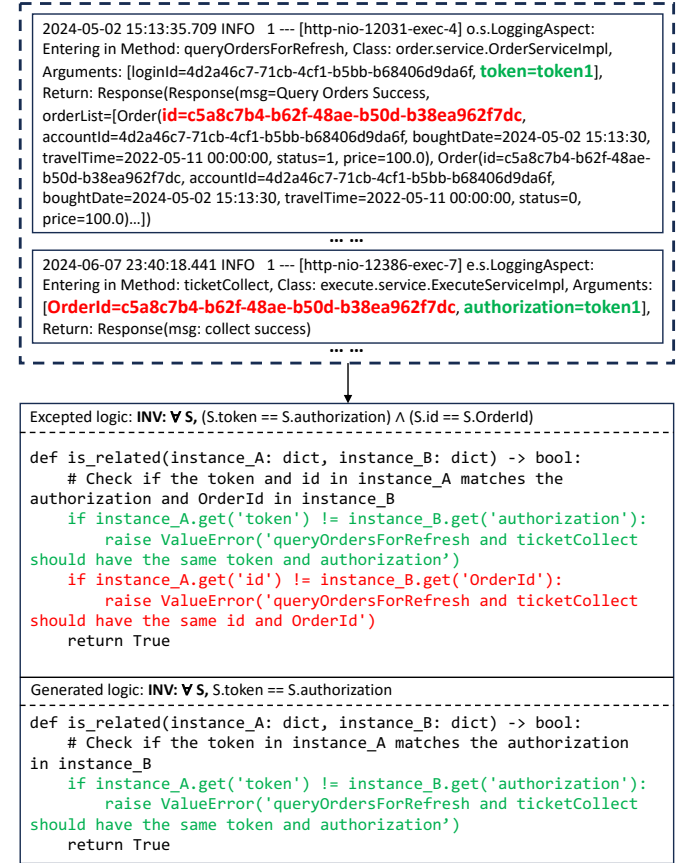 2024-05-02 15:13:35.709 INFO 1 --- [http-nio-12031-exec-4] o.s.LoggingAspect:
Entering in Method: queryOrdersForRefresh, Class: order.service.OrderServiceImpl,
Arguments: [loginId=4d2a46c7-71cb-4cf1-b5bb-b68406d9da6f, token=token1],
Return: Response(Response(msg=Query Orders Success,
orderList=[Order(id=c5a8c7b4-b62f-48ae-b50d-b38ea962f7dc,
accountId=4d2a46c7-71cb-4cf1-b5bb-b68406d9da6f, boughtDate=2024-05-02 15:13:30,
travelTime=2022-05-11 00:00:00, status=1, price=100.0), Order(id=c5a8c7b4-b62f-48ae-
b50d-b38ea962f7dc, accountId=4d2a46c7-71cb-4cf1-b5bb-b68406d9da6f,
boughtDate=2024-05-02 15:13:30, travelTime=2022-05-11 00:00:00, status=0,
price=100.0)...])
... ...
2024-06-07 23:40:18.441 INFO 1 --- [http-nio-12386-exec-7] e.s.LoggingAspect:
Entering in Method: ticketCollect, Class: execute.service.ExecuteServiceImpl, Arguments:
[OrderId=c5a8c7b4-b62f-48ae-b50d-b38ea962f7dc, authorization=token1],
Return: Response(msg: collect success)
... ...
Excepted logic: INV: ∀ S, (S.token == S.authorization) ∧ (S.id == S.OrderId)
def is_related(instance_A: dict, instance_B: dict) -> bool:
# Check if the token and id in instance_A matches the
authorization and OrderId in instance_B
if instance_A.get('token') != instance_B.get('authorization'):
raise ValueError('queryOrdersForRefresh and ticketCollect
should have the same token and authorization’)
if instance_A.get('id') != instance_B.get('OrderId'):
raise ValueError('queryOrdersForRefresh and ticketCollect
should have the same id and OrderId')
return True
Generated logic: INV: ∀ S, S.token == S.authorization
def is_related(instance_A: dict, instance_B: dict) -> bool:
# Check if the token in instance_A matches the authorization
in instance_B
if instance_A.get('token') != instance_B.get('authorization'):
raise ValueError('queryOrdersForRefresh and ticketCollect
should have the same token and authorization’)
return True